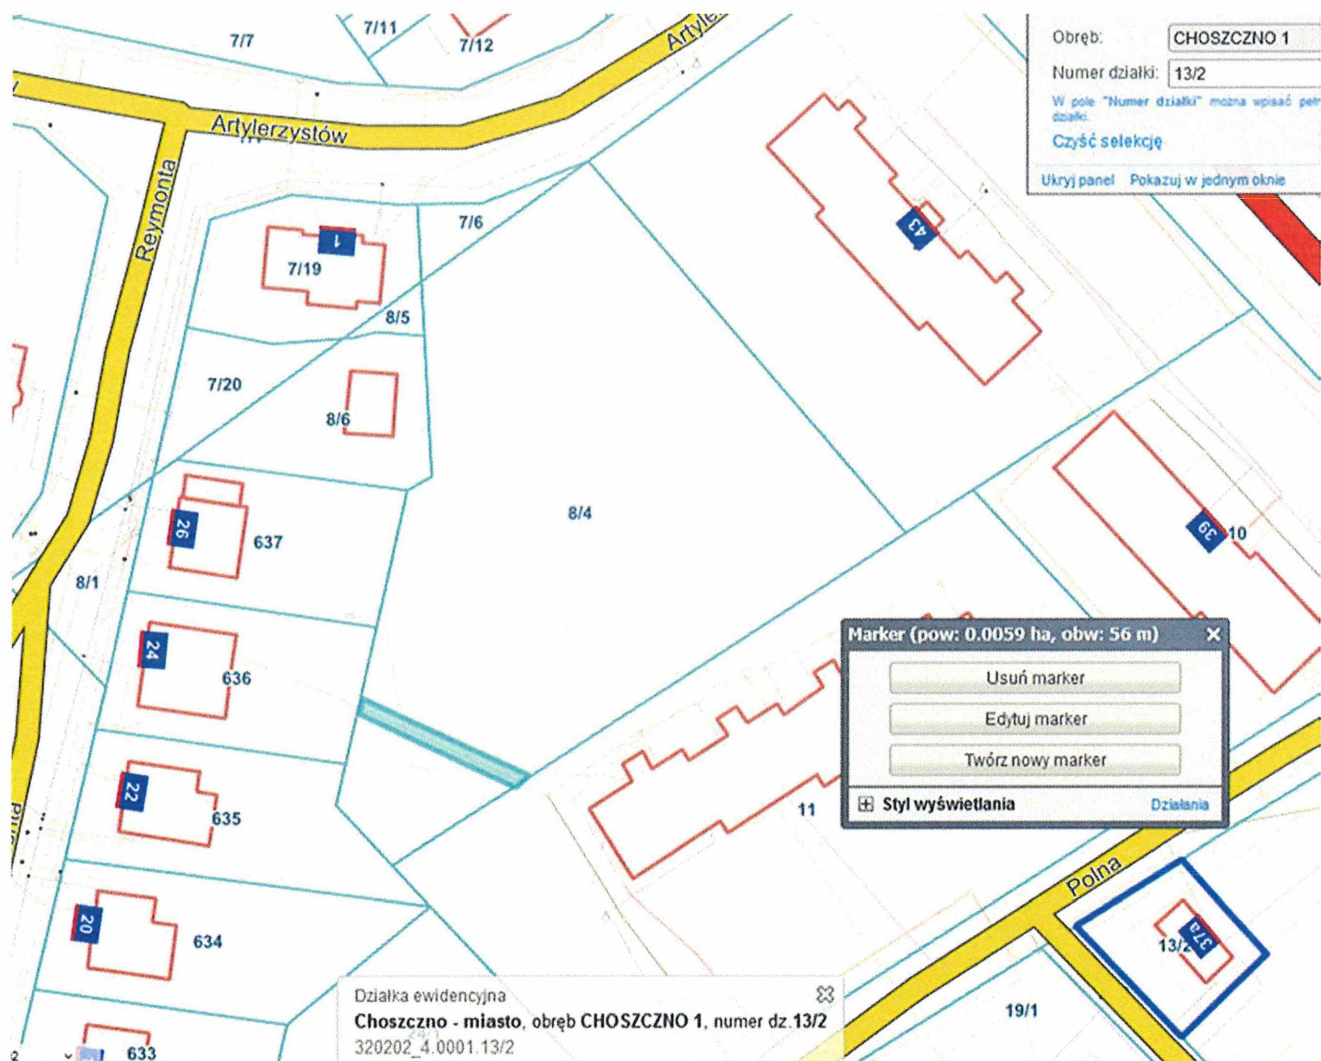 7/7
7/11
7/12
Artyle
Obręb:
CHOSZCZNO 1
Numer działki:
13/2
W pole "Numer działki" można wpisać peł
działki.
Czyść selekcję
Ukryj panel Pokazuj w jednym oknie
Artylerzystów
Reymonta
7/6
1
7/19
43
8/5
7/20
8/6
26
637
8/4
39
10
8/1
24
636
Marker (pow: 0.0059 ha, obw: 56 m)
Usuń marker
Edytuj marker
Twórz nowy marker
Styl wyświetlania
Działania
22
635
11
Polna
20
634
37a
13/2
19/1
Działka ewidencyjna
Choszczno - miasto, obręb CHOSZCZNO 1, numer dz.13/2
320202_4.0001.13/2
633